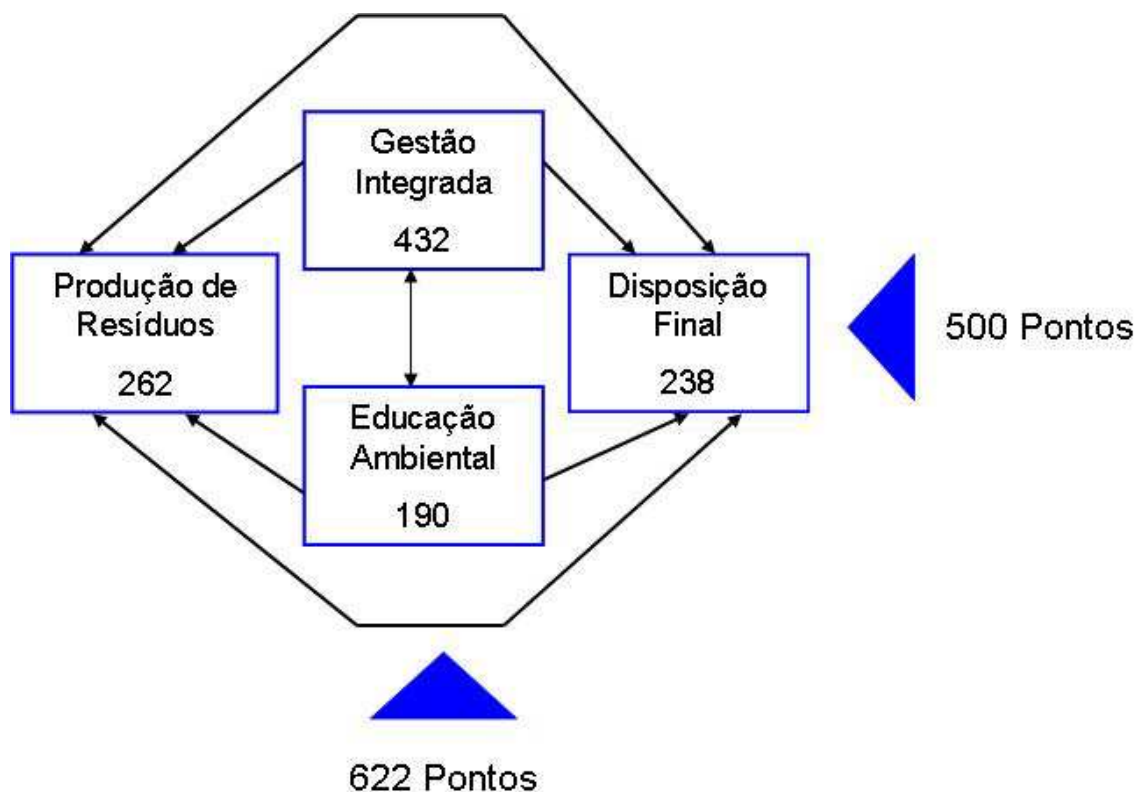 Gestão
Integrada
432
Produção de
Resíduos
262
Disposição
Final
238
500 Pontos
Educação
Ambiental
190
622 Pontos